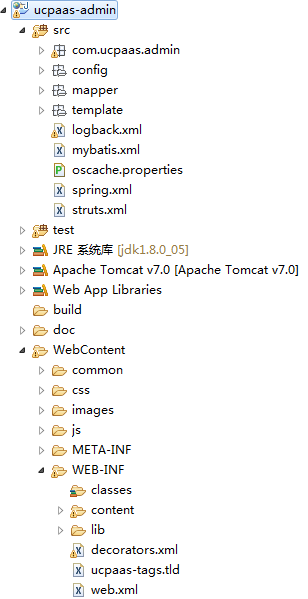 ucpaas-admin
src
com.ucpaas.admin
config
mapper
template
logback.xml
mybatis.xml
oscache.properties
spring.xml
struts.xml
test
JRE 系统库 [jdk1.8.0_05]
Apache Tomcat v7.0 [Apache Tomcat v7.0]
Web App Libraries
build
doc
WebContent
common
css
images
js
META-INF
WEB-INF
classes
content
lib
decorators.xml
ucpaas-tags.tld
web.xml